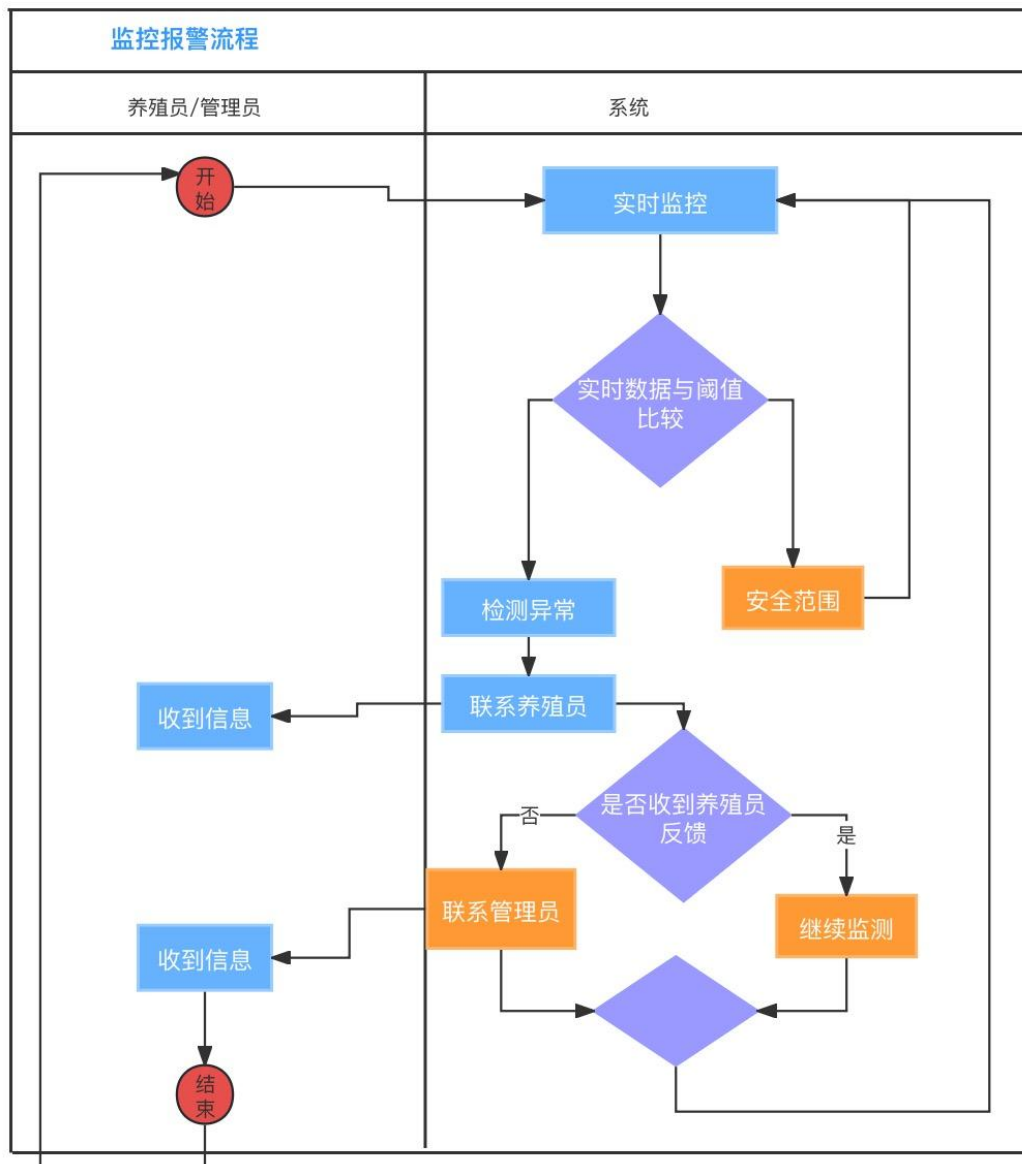 监控报警流程
养殖员/管理员
系统
开
始
实时监控
实时数据与阈值
比较
检测异常
安全范围
收到信息
联系养殖员
是否收到养殖员
反馈
否
是
联系管理员
继续监测
收到信息
结
束